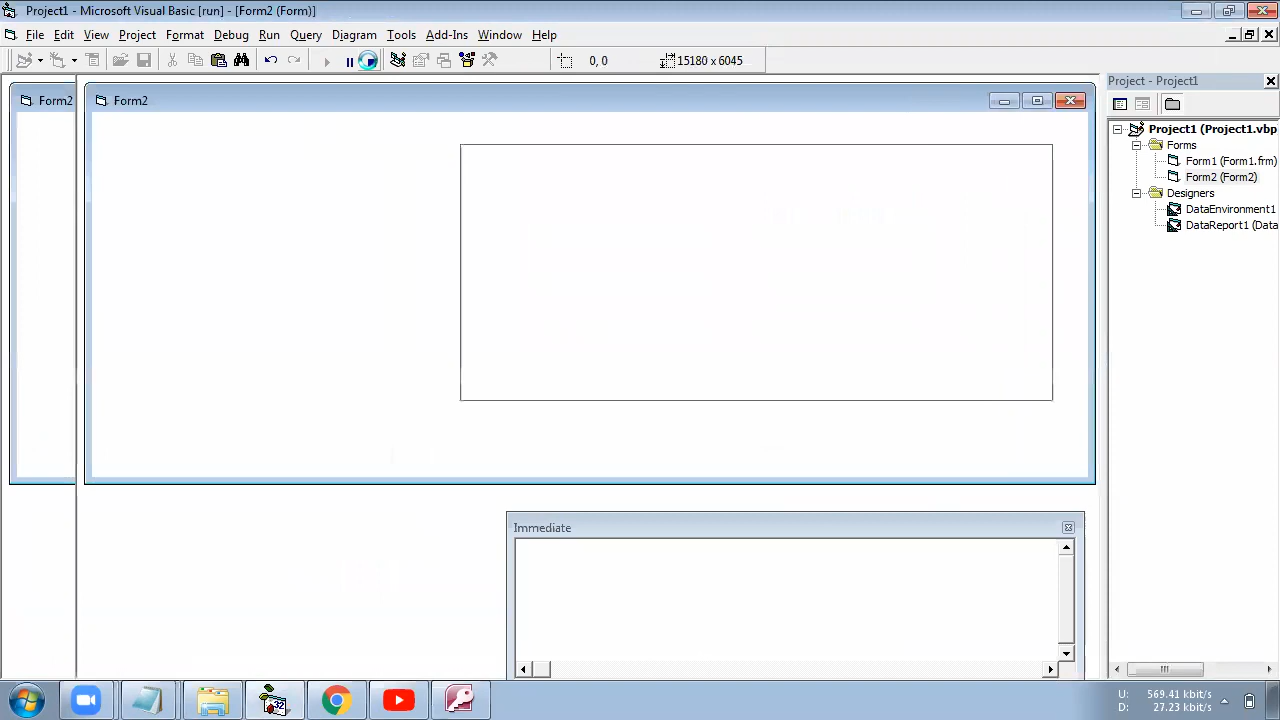 Project1 - Microsoft Visual Basic [run] - [Form2 (Form)]
File Edit View Project Format Debug Run Query Diagram Tools Add-Ins Window Help
0, 0 15180 x 6045
Project - Project1
Form2
Form2
Project1 (Project1.vbp
Forms
Form1 (Form1.frm)
Form2 (Form2)
Designers
DataEnvironment1
DataReport1 (Data
Immediate
32
U: 569.41 kbit/s
D: 27.23 kbit/s